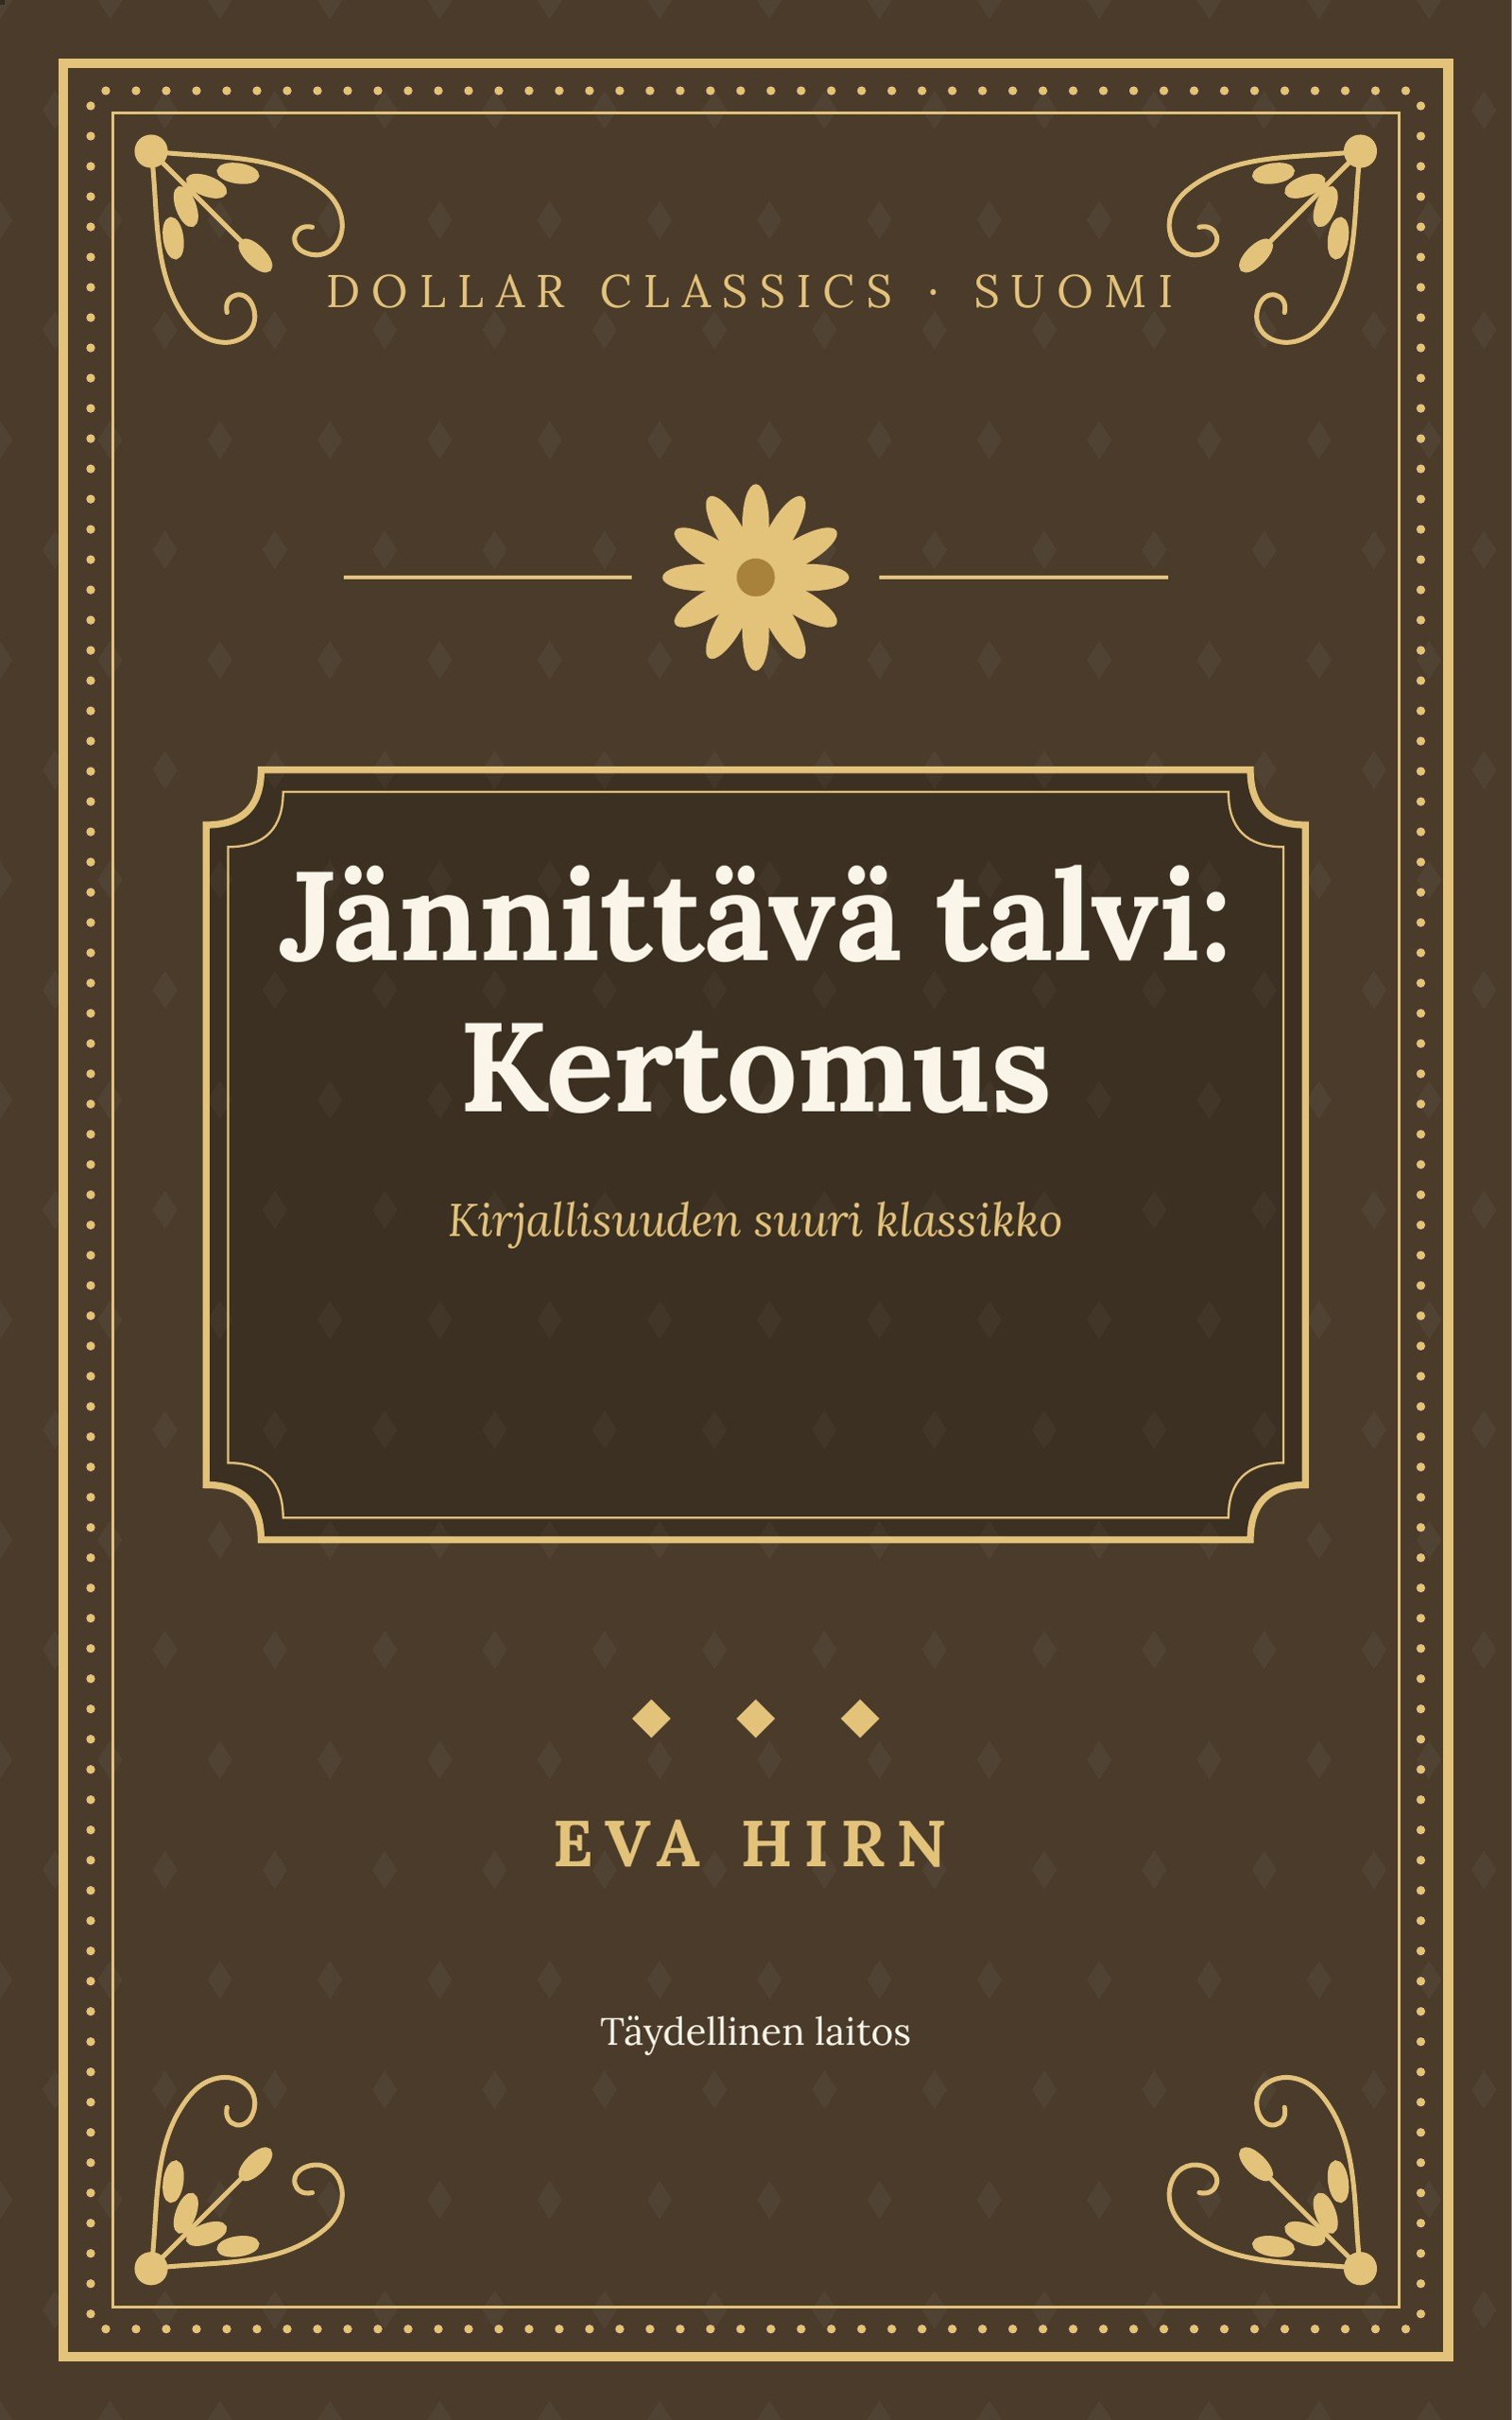 DOLLAR CLASSICS · SUOMI
Jännittävä talvi:
Kertomus
Kirjallisuuden suuri klassikko
EVA HIRN
Täydellinen laitos